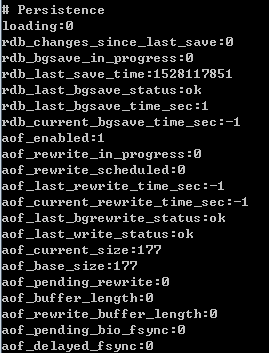 # Persistence
loading:0
rdb_changes_since_last_save:0
rdb_bgsave_in_progress:0
rdb_last_save_time:1528117851
rdb_last_bgsave_status:ok
rdb_last_bgsave_time_sec:1
rdb_current_bgsave_time_sec:-1
aof_enabled:1
aof_rewrite_in_progress:0
aof_rewrite_scheduled:0
aof_last_rewrite_time_sec:-1
aof_current_rewrite_time_sec:-1
aof_last_bgrewrite_status:ok
aof_last_write_status:ok
aof_current_size:177
aof_base_size:177
aof_pending_rewrite:0
aof_buffer_length:0
aof_rewrite_buffer_length:0
aof_pending_bio_fsync:0
aof_delayed_fsync:0